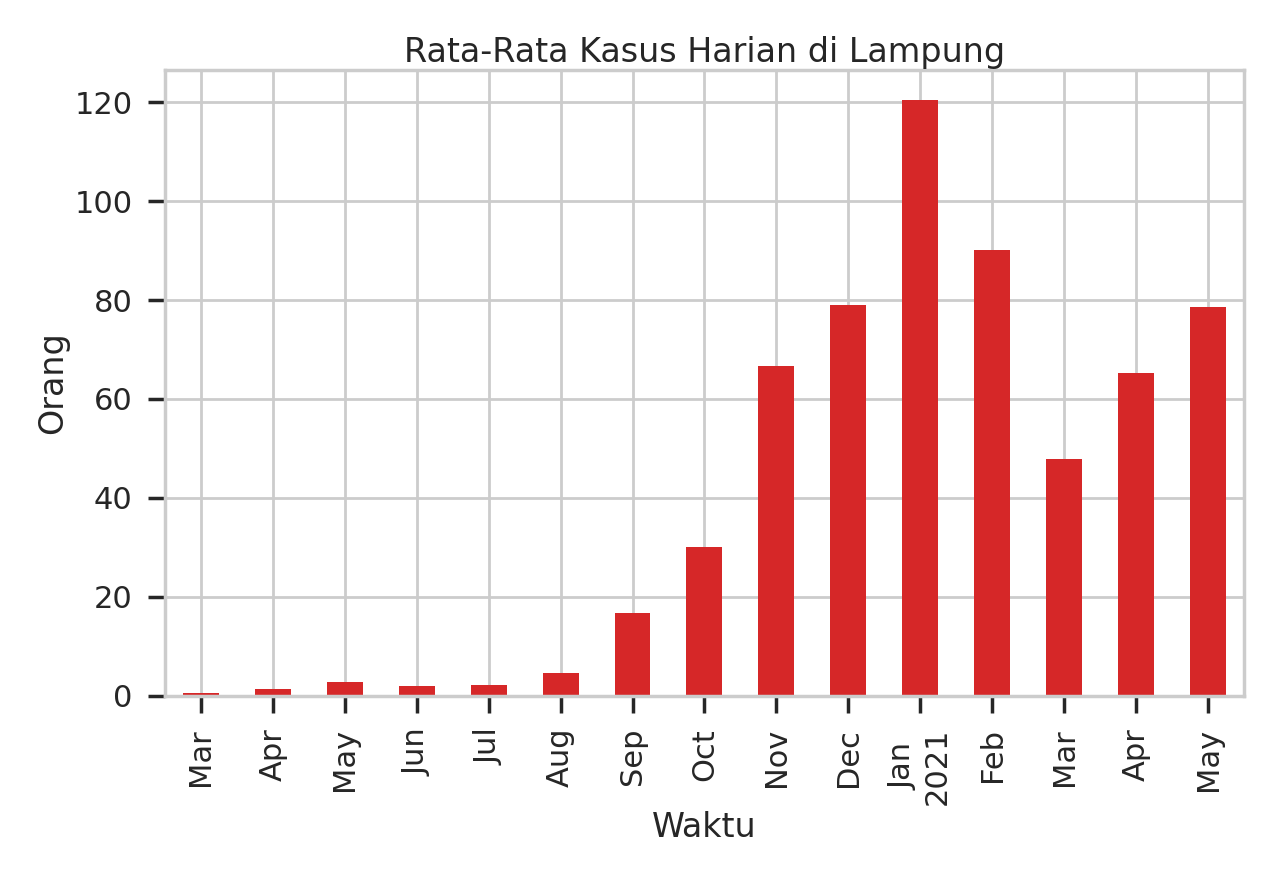 Rata-Rata Kasus Harian di Lampung
120
100
80
60
40
20
0
Orang
Mar
Apr
May
Jun
Jul
Aug
Sep
Oct
Nov
Dec
Jan
2021
Feb
Mar
Apr
May
Waktu